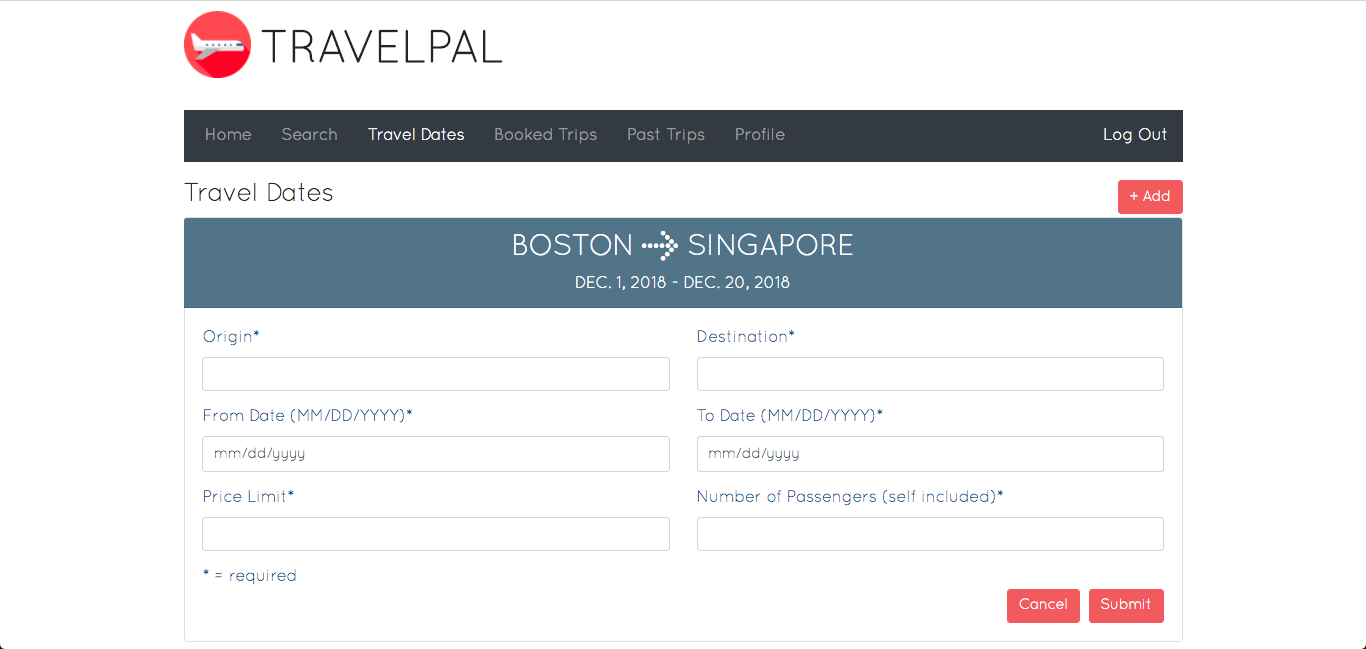 TRAVELPAL
Home Search Travel Dates Booked Trips Past Trips Profile Log Out
Travel Dates + Add
BOSTON SINGAPORE
DEC. 1, 2018 - DEC. 20, 2018
Origin* Destination*
From Date (MM/DD/YYYY)* To Date (MM/DD/YYYY)*
mm/dd/yyyy mm/dd/yyyy
Price Limit* Number of Passengers (self included)*
* = required
Cancel Submit